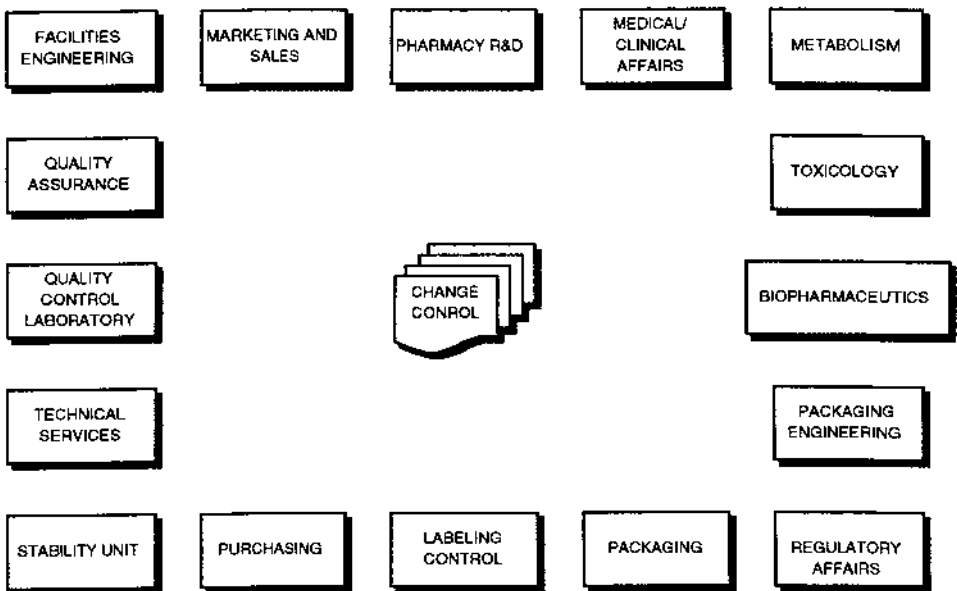 FACILITIES
ENGINEERING
MARKETING AND
SALES
PHARMACY R&D
MEDICAL/
CLINICAL
AFFAIRS
METABOLISM
QUALITY
ASSURANCE
TOXICOLOGY
QUALITY
CONTROL
LABORATORY
CHANGE
CONROL
BIOPHARMACEUTICS
TECHNICAL
SERVICES
PACKAGING
ENGINEERING
STABILITY UNIT
PURCHASING
LABELING
CONTROL
PACKAGING
REGULATORY
AFFAIRS